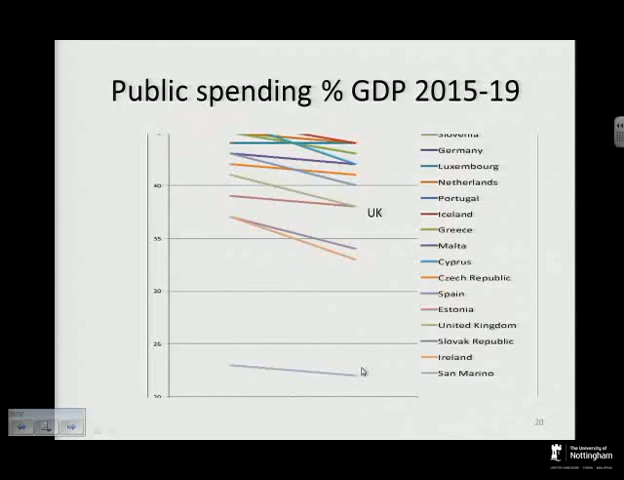 Public spending % GDP 2015-19
Slovenia
Germany
40
Luxembourg
Netherlands
Portugal
UK
Iceland
Greece
35
Malta
Cyprus
Czech Republic
30
Spain
Estonia
United Kingdom
25
Slovak Republic
Ireland
San Marino
20
20
The University of
Nottingham